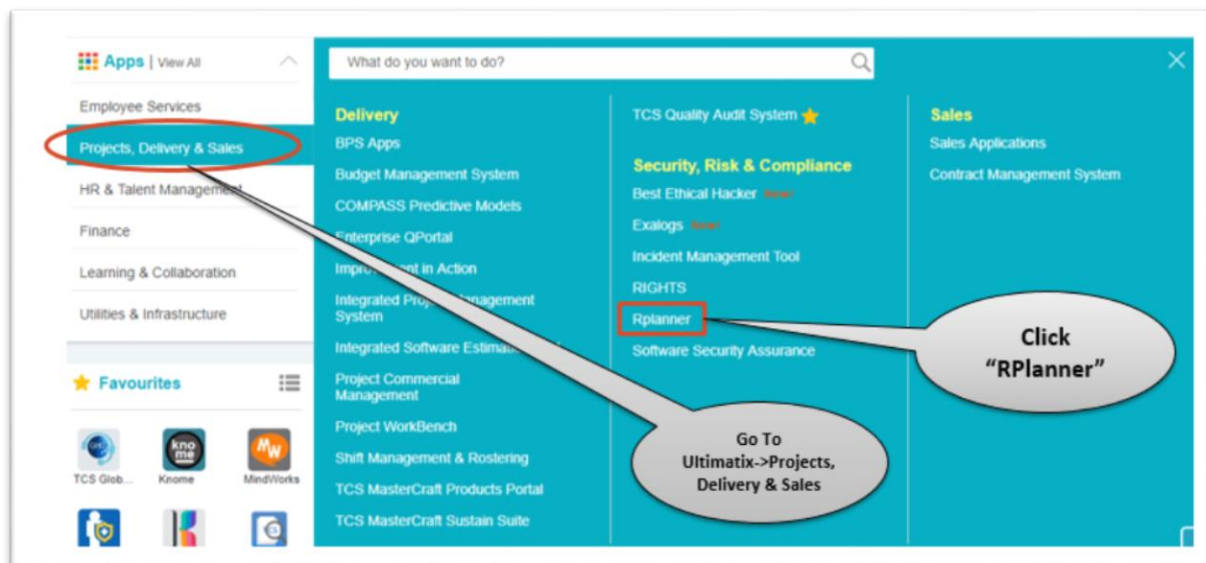 Apps | View All
Employee Services
Projects, Delivery & Sales
HR & Talent Management
Finance
Learning & Collaboration
Utilities & Infrastructure
Favourites
TCS Glob...
Knome
MindWorks
kno
me
MW
What do you want to do?
Delivery
BPS Apps
Budget Management System
COMPASS Predictive Models
Enterprise QPortal
Improvement in Action
Integrated Project Management
System
Integrated Software
Project Commercial
Management
Project WorkBench
Shift Management & Rostering
TCS MasterCraft Products Portal
TCS MasterCraft Sustain Suite
TCS Quality Audit System
Security, Risk & Compliance
Best Ethical Hacker New!
Exalogs New!
Incident Management Tool
RIGHTS
Rplanner
Software Security Assurance
Sales
Sales Applications
Contract Management System
Click
“RPlanner”
Go To
Ultimatix->Projects,
Delivery & Sales